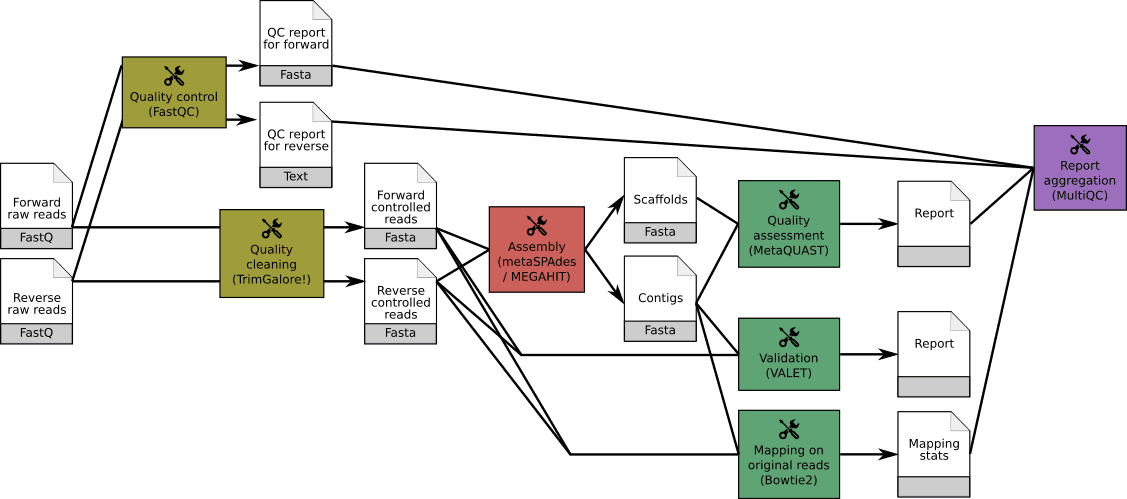 QC report
for forward
Fasta
Quality control
(FastQC)
QC report
for reverse
Text
Report
aggregation
(MultiQC)
Forward
raw reads
FastQ
Forward
controlled
reads
Fasta
Scaffolds
Fasta
Quality
assessment
(MetaQUAST)
Report
Quality
cleaning
(TrimGalore!)
Assembly
(metaSPAdes
/ MEGAHIT)
Reverse
raw reads
FastQ
Reverse
controlled
reads
Fasta
Contigs
Fasta
Validation
(VALET)
Report
Mapping on
original reads
(Bowtie2)
Mapping
stats